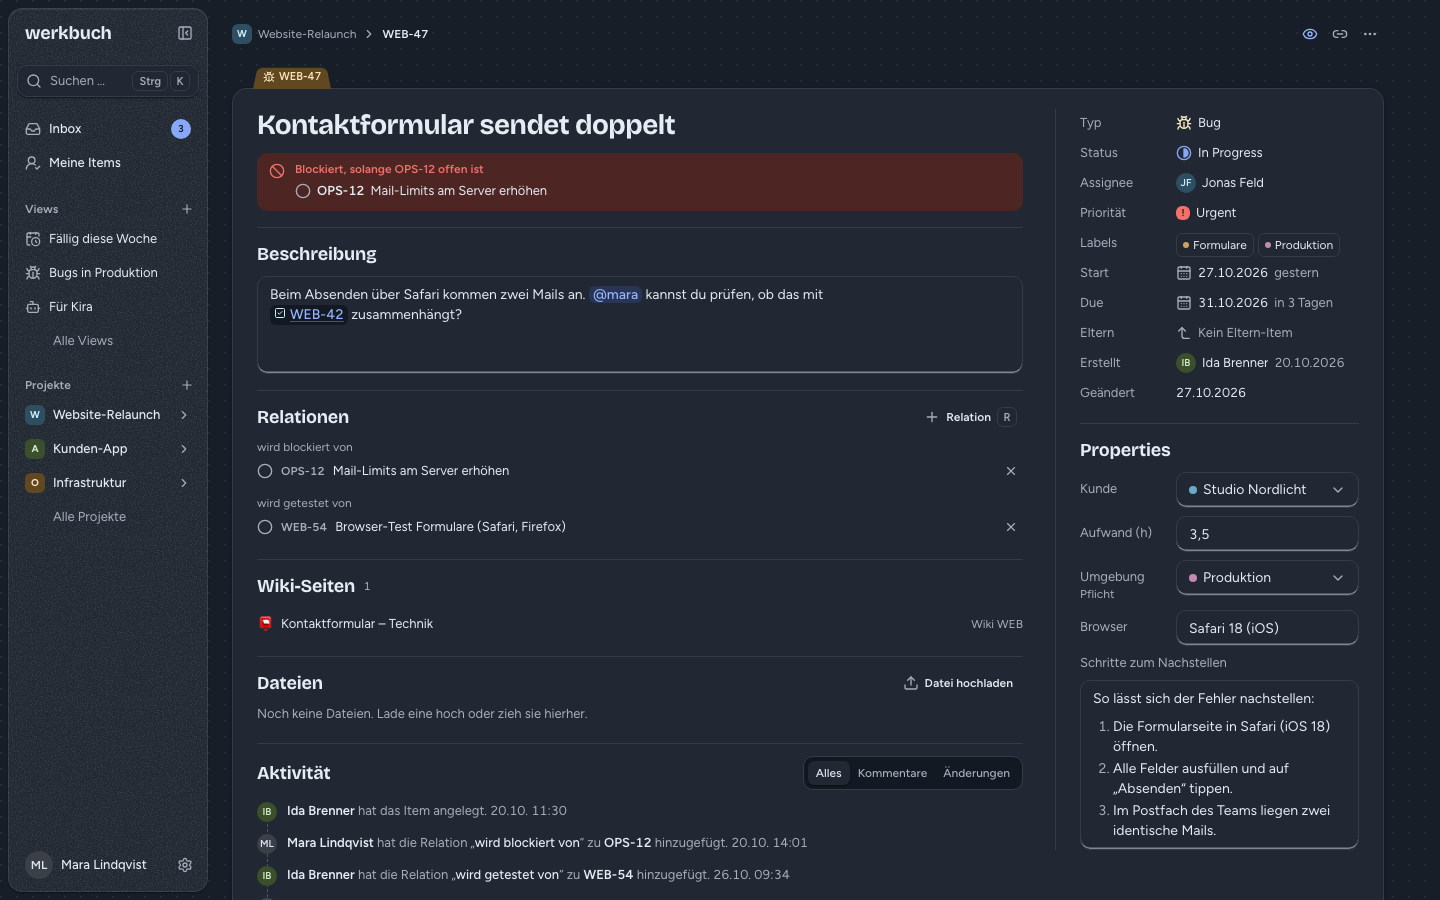 werkbuch
Suchen ... Strg K
Inbox 3
Meine Items
Views
Fällig diese Woche
Bugs in Produktion
Für Kira
Alle Views
Projekte
W Website-Relaunch
A Kunden-App
O Infrastruktur
Alle Projekte
ML Mara Lindqvist
W Website-Relaunch WEB-47
WEB-47
Kontaktformular sendet doppelt
Blockiert, solange OPS-12 offen ist
OPS-12 Mail-Limits am Server erhöhen
Beschreibung
Beim Absenden über Safari kommen zwei Mails an. @mara kannst du prüfen, ob das mit
WEB-42 zusammenhängt?
Relationen
Relation R
wird blockiert von
OPS-12 Mail-Limits am Server erhöhen
wird getestet von
WEB-54 Browser-Test Formulare (Safari, Firefox)
Wiki-Seiten 1
Kontaktformular – Technik Wiki WEB
Dateien
Datei hochladen
Noch keine Dateien. Lade eine hoch oder zieh sie hierher.
Aktivität
Alles Kommentare Änderungen
IB Ida Brenner hat das Item angelegt. 20.10. 11:30
ML Mara Lindqvist hat die Relation „wird blockiert von“ zu OPS-12 hinzugefügt. 20.10. 14:01
IB Ida Brenner hat die Relation „wird getestet von“ zu WEB-54 hinzugefügt. 26.10. 09:34
Typ Bug
Status In Progress
Assignee JF Jonas Feld
Priorität Urgent
Labels Formulare Produktion
Start 27.10.2026 gestern
Due 31.10.2026 in 3 Tagen
Eltern Kein Eltern-Item
Erstellt IB Ida Brenner 20.10.2026
Geändert 27.10.2026
Properties
Kunde Studio Nordlicht
Aufwand (h) 3,5
Umgebung Produktion
Pflicht
Browser Safari 18 (iOS)
Schritte zum Nachstellen
So lässt sich der Fehler nachstellen:
1. Die Formularseite in Safari (iOS 18)
öffnen.
2. Alle Felder ausfüllen und auf
„Absenden“ tippen.
3. Im Postfach des Teams liegen zwei
identische Mails.